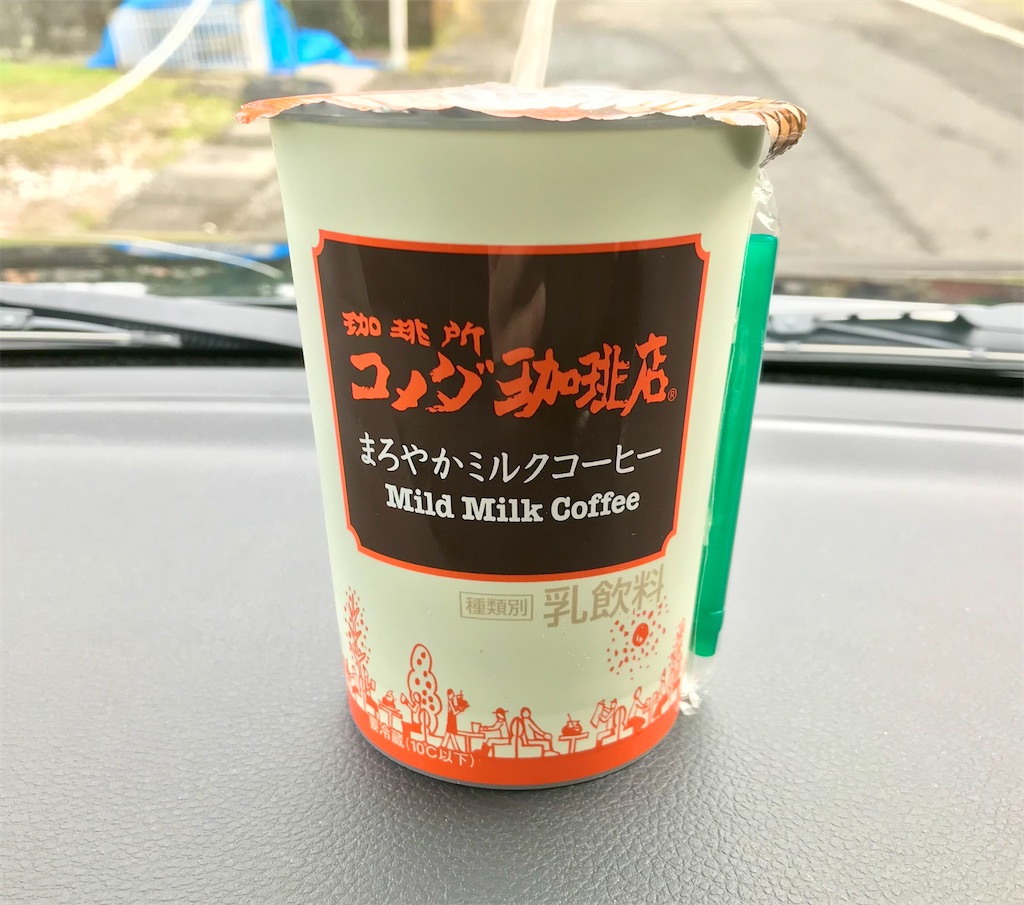 珈琲所
コメダ珈琲店®
まろやかミルクコーヒー
Mild Milk Coffee
種類別 乳飲料
要冷蔵(10℃以下)